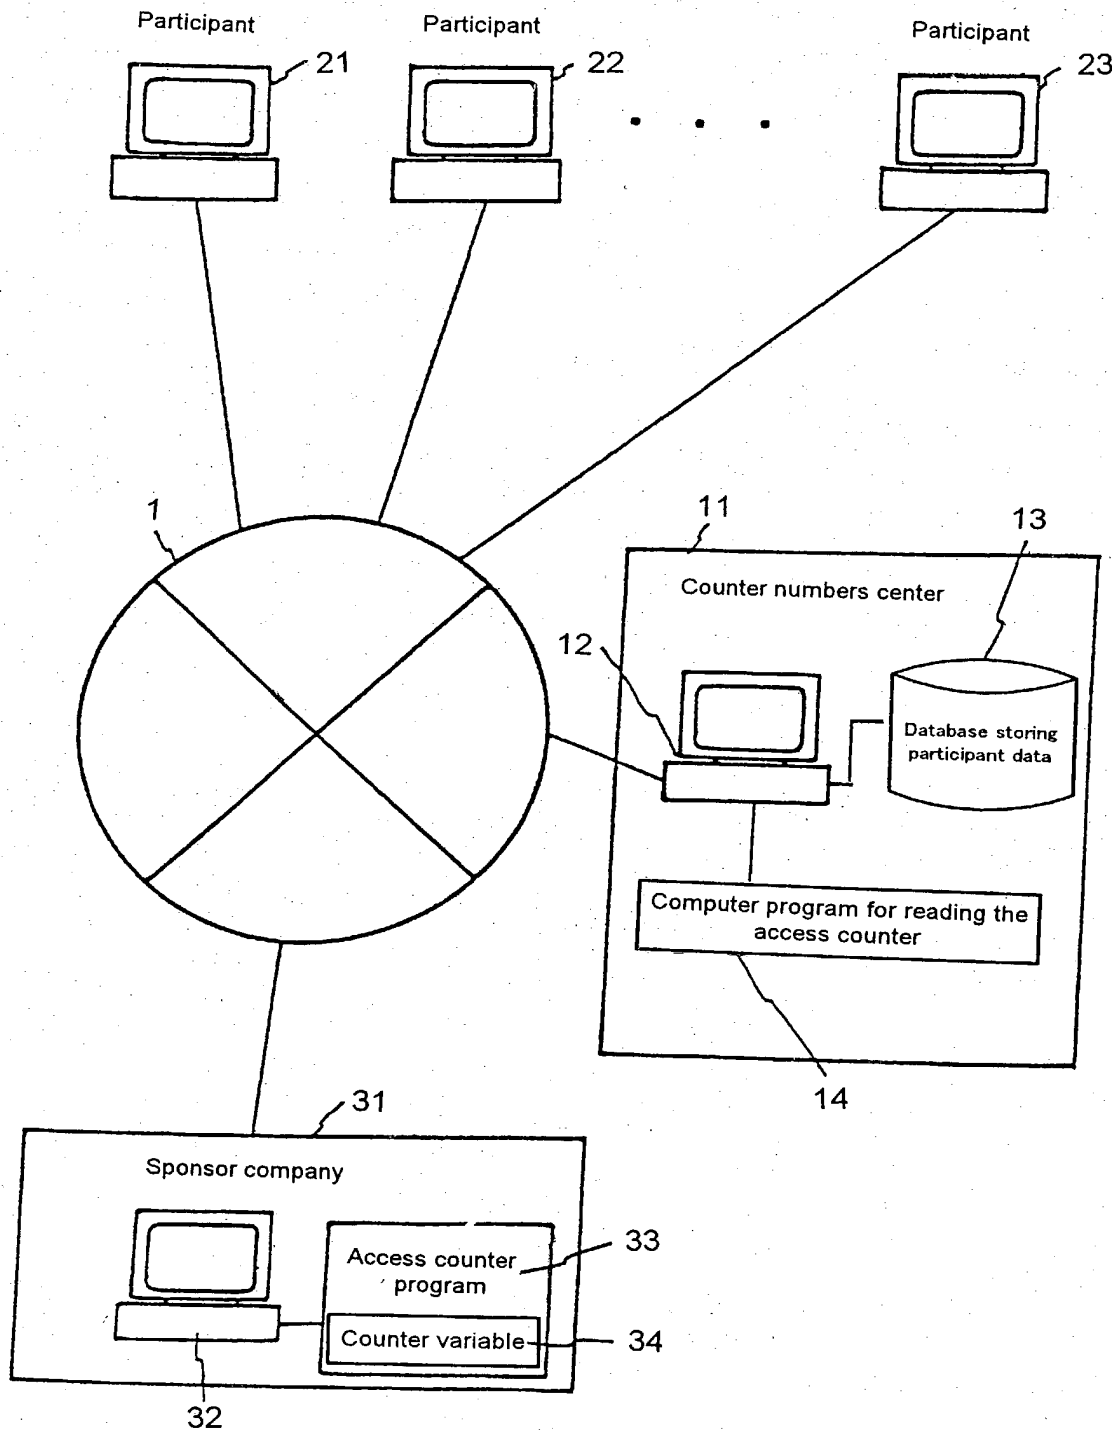 Participant
Participant
Participant
21
22
23
1
11
13
Counter numbers center
12
Database storing
participant data
Computer program for reading the
access counter
14
31
Sponsor company
33
Access counter
program
Counter variable
34
32